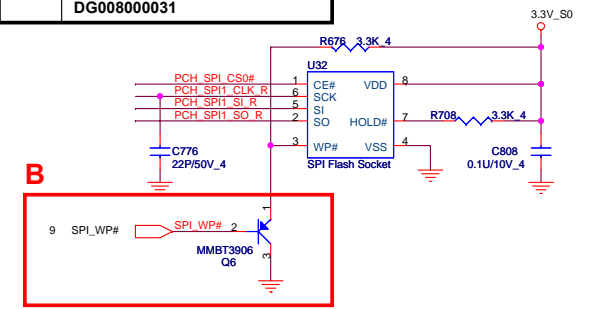 DG008000031
3.3V_S0
R676 3.3K_4
U32
PCH_SPI_CS0# 1 CE# VDD 8
PCH_SPI1_CLK_R 6 SCK
PCH_SPI1_SI_R 5 SI
PCH_SPI1_SO_R 2 SO HOLD# 7 R708 3.3K_4
3 WP# VSS 4
SPI Flash Socket
C776
22P/50V_4
C808
0.1U/10V_4
B
1
9 SPI_WP# SPI_WP# 2
MMBT3906
Q6
3